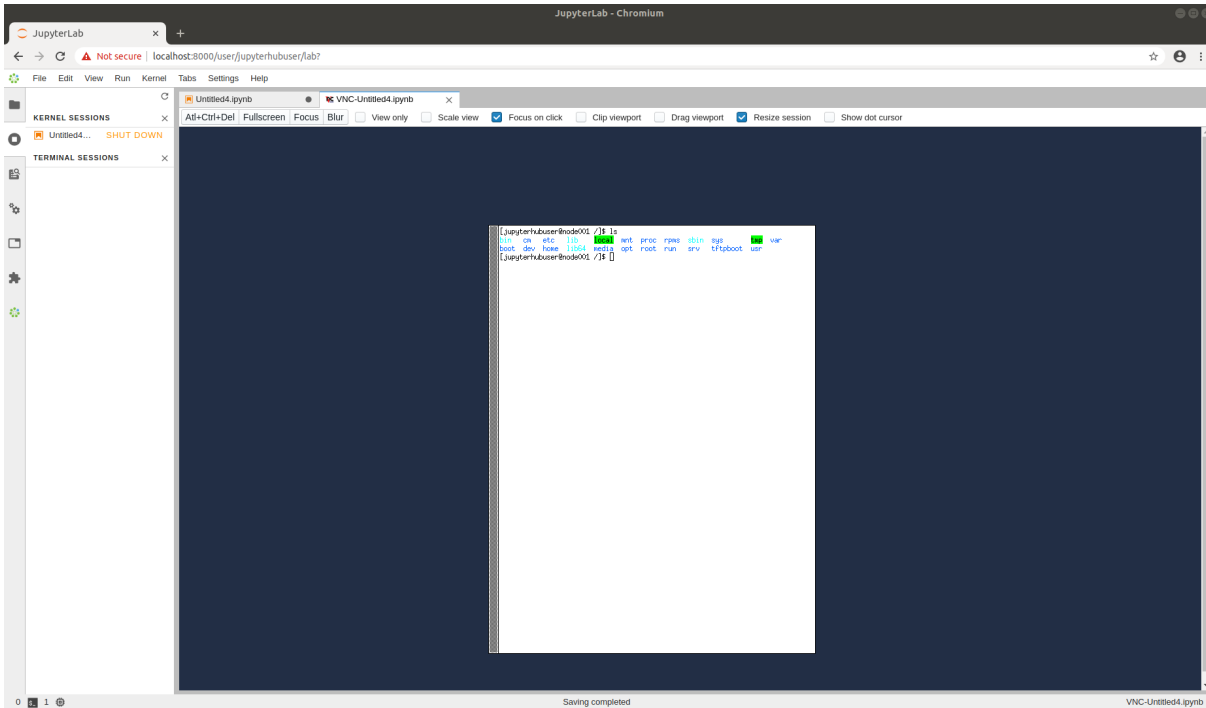 JupyterLab - Chromium
JupyterLab × +
Not secure | localhost:8000/user/jupyterhubuser/lab?
File Edit View Run Kernel Tabs Settings Help
Untitled4.ipynb VNC-Untitled4.ipynb ×
KERNEL SESSIONS ×
Atl+Ctrl+Del Fullscreen Focus Blur View only Scale view Focus on click Clip viewport Drag viewport Resize session Show dot cursor
Untitled4... SHUT DOWN
TERMINAL SESSIONS ×
[jupyterhubuser@node001 /]$ ls
bin cm etc lib local mnt proc rpms sbin sys tmp var
boot dev home lib64 media opt root run srv tftpboot usr
[jupyterhubuser@node001 /]$
0 1 Saving completed VNC-Untitled4.ipynb